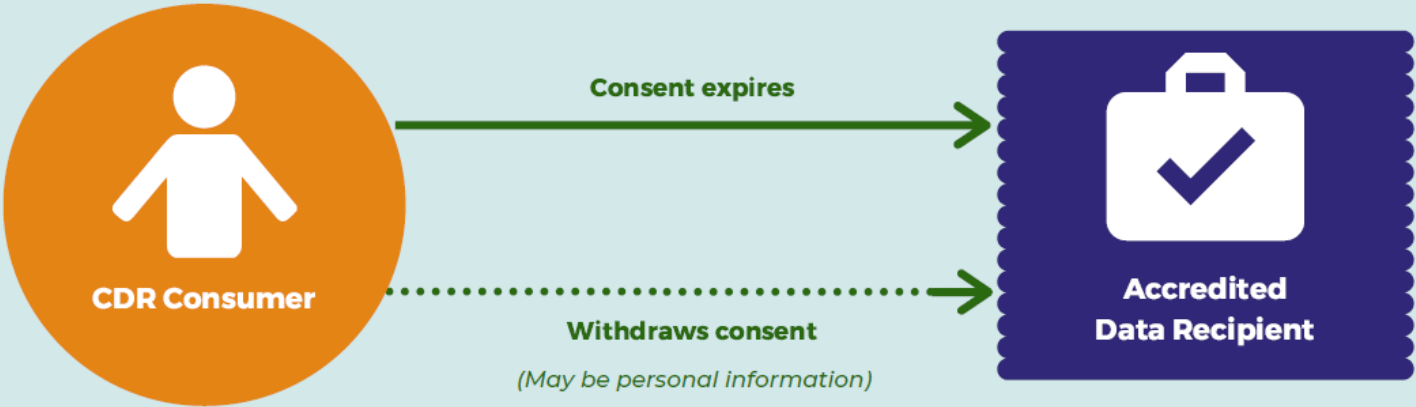 Consent expires
CDR Consumer
Withdraws consent
(May be personal information)
Accredited
Data Recipient